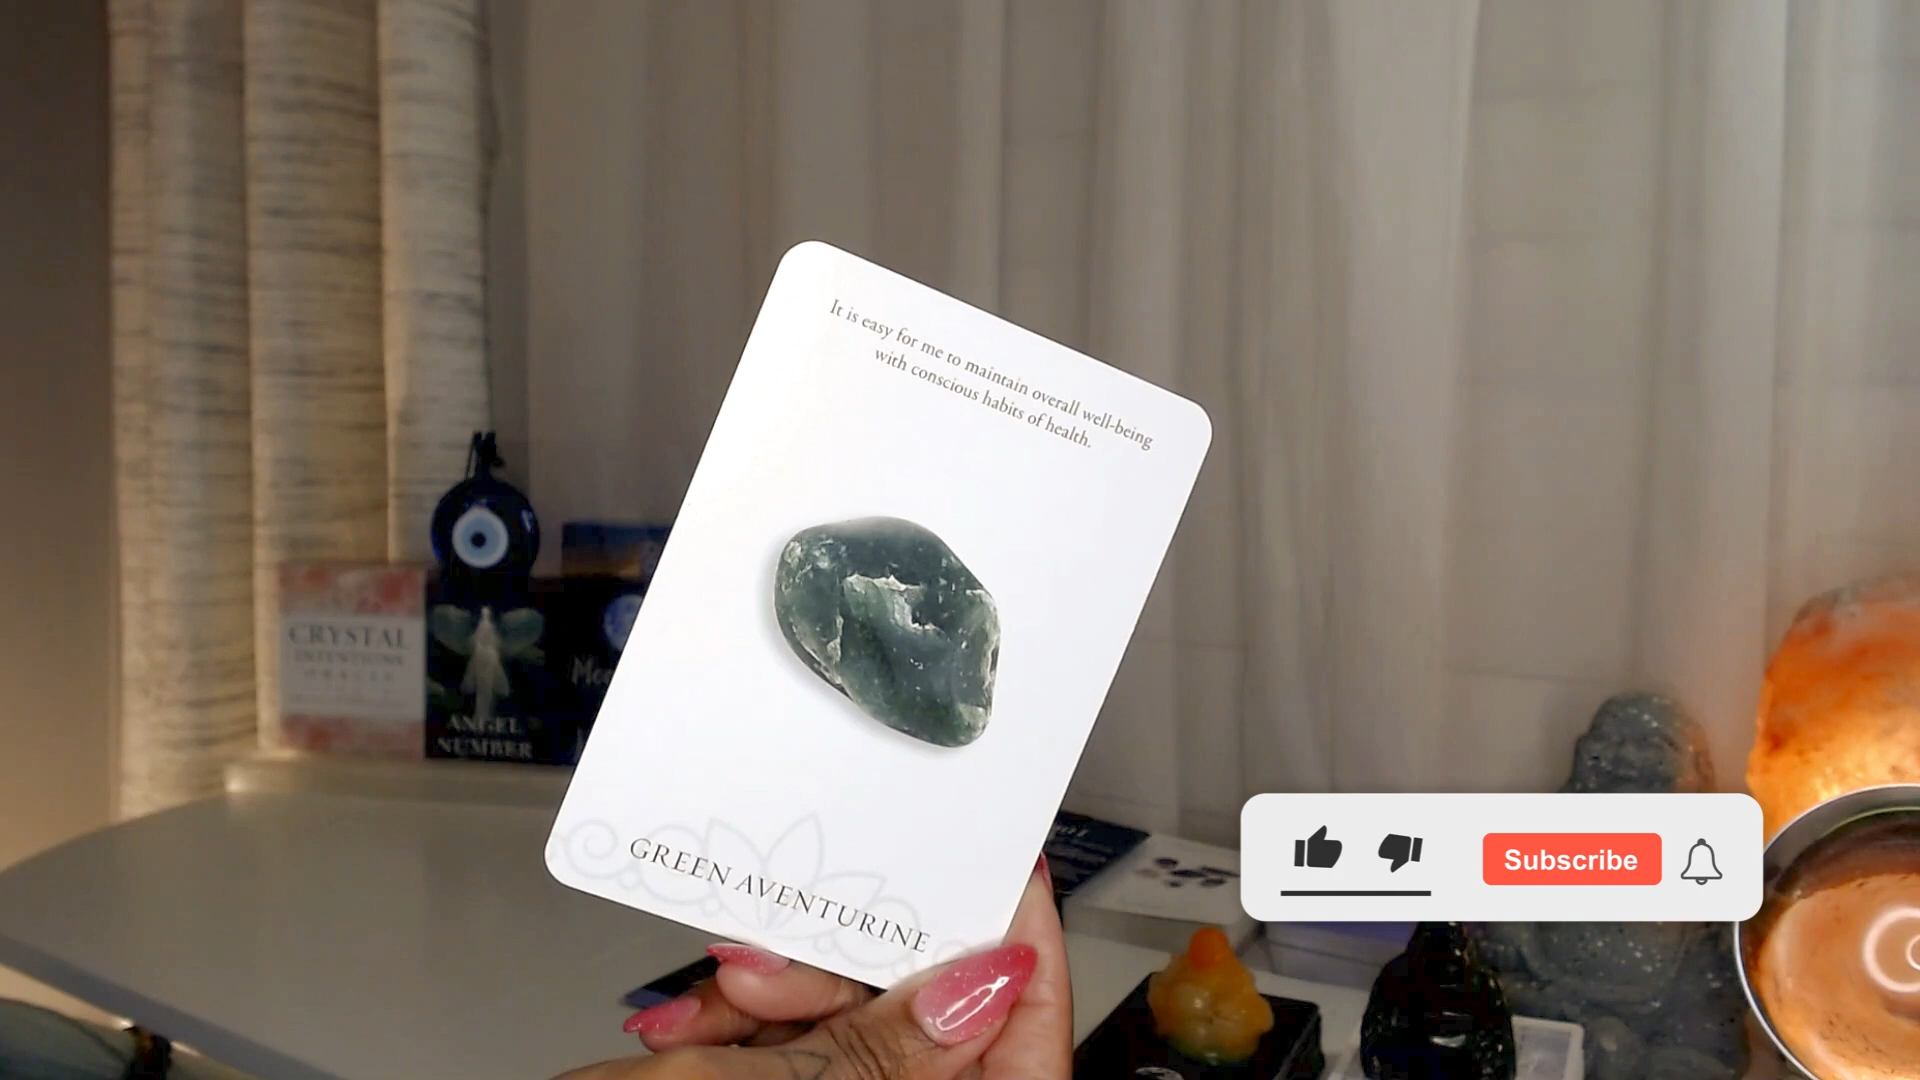 It is easy for me to maintain overall well-being
with conscious habits of health.
GREEN AVENTURINE
CRYSTAL
INTENTIONS
ORACLE
ANGEL
NUMBER
Subscribe